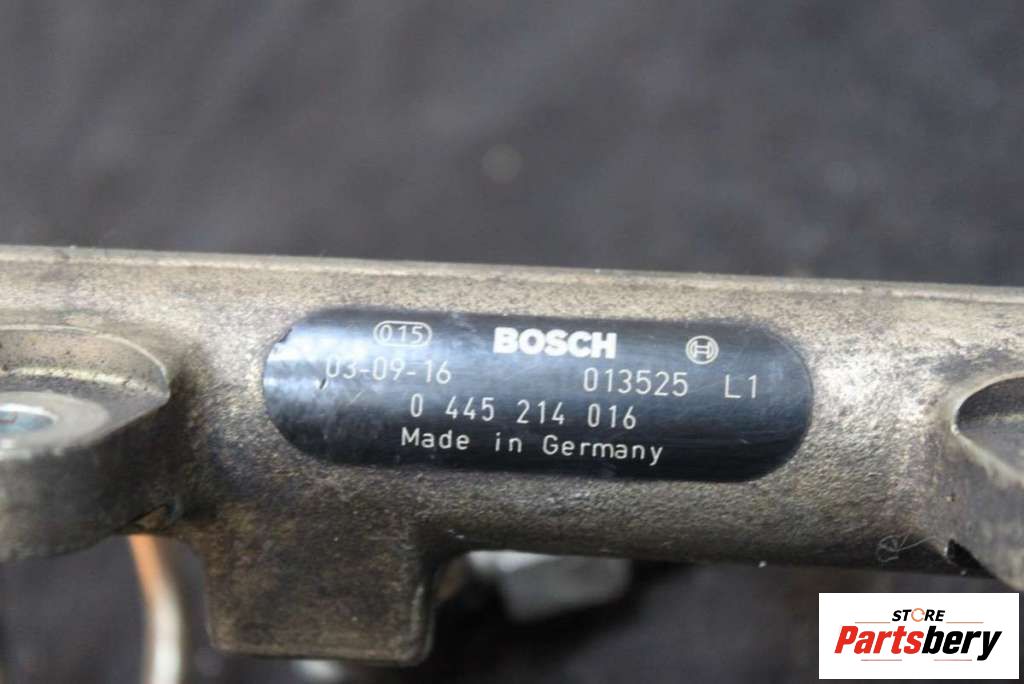 015 BOSCH
03-09-16 013525 L1
0 445 214 016
Made in Germany
STORE
Partsbery